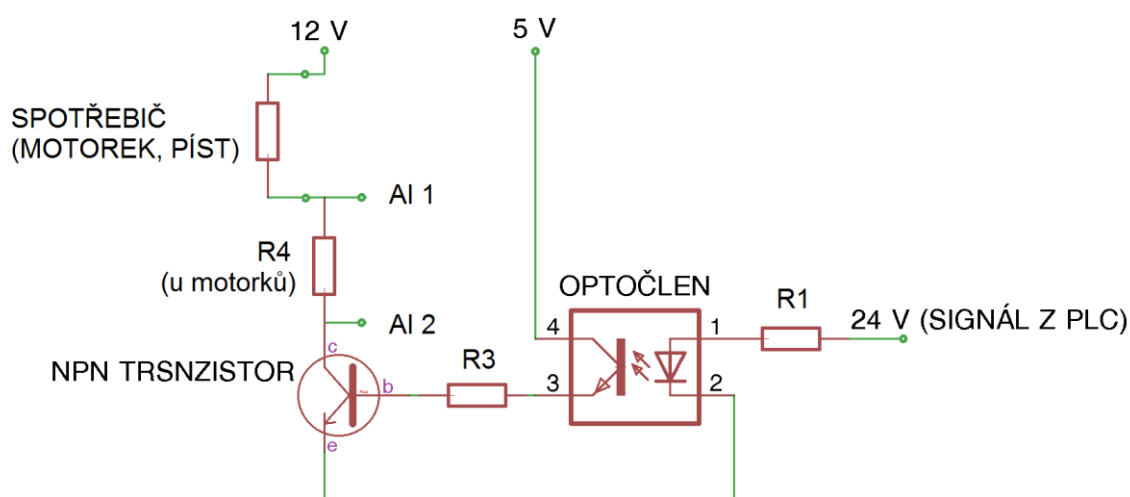 12 V
5 V
SPOTŘEBIČ
(MOTOREK, PÍST)
AI 1
R4
(u motorků)
AI 2
OPTOČLEN
R1
24 V (SIGNÁL Z PLC)
4
1
3
2
NPN TRSNZISTOR
R3
c
b
e